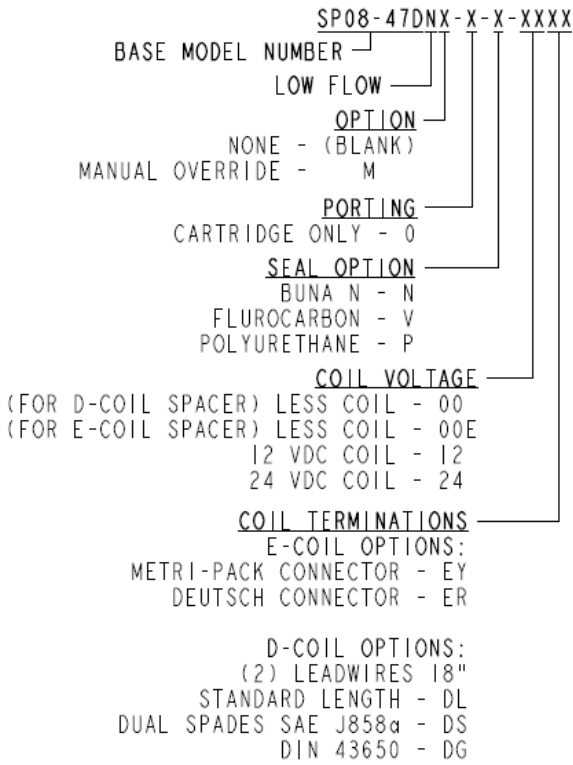 SP08-47DNX-X-X-XXXX
BASE MODEL NUMBER
LOW FLOW
OPTION
NONE - (BLANK)
MANUAL OVERRIDE - M
PORTING
CARTRIDGE ONLY - 0
SEAL OPTION
BUNA N - N
FLUROCARBON - V
POLYURETHANE - P
COIL VOLTAGE
(FOR D-COIL SPACER) LESS COIL - 00
(FOR E-COIL SPACER) LESS COIL - 00E
12 VDC COIL - 12
24 VDC COIL - 24
COIL TERMINATIONS
E-COIL OPTIONS:
METRI-PACK CONNECTOR - EY
DEUTSCH CONNECTOR - ER
D-COIL OPTIONS:
(2) LEADWIRES 18"
STANDARD LENGTH - DL
DUAL SPADES SAE J858a - DS
DIN 43650 - DG